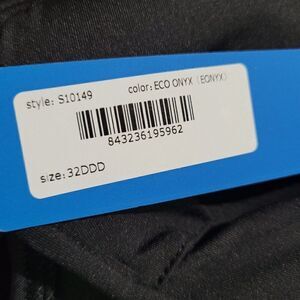 style: S10149 color: ECO ONYX (EONYX)
843236195962
size: 32DDD